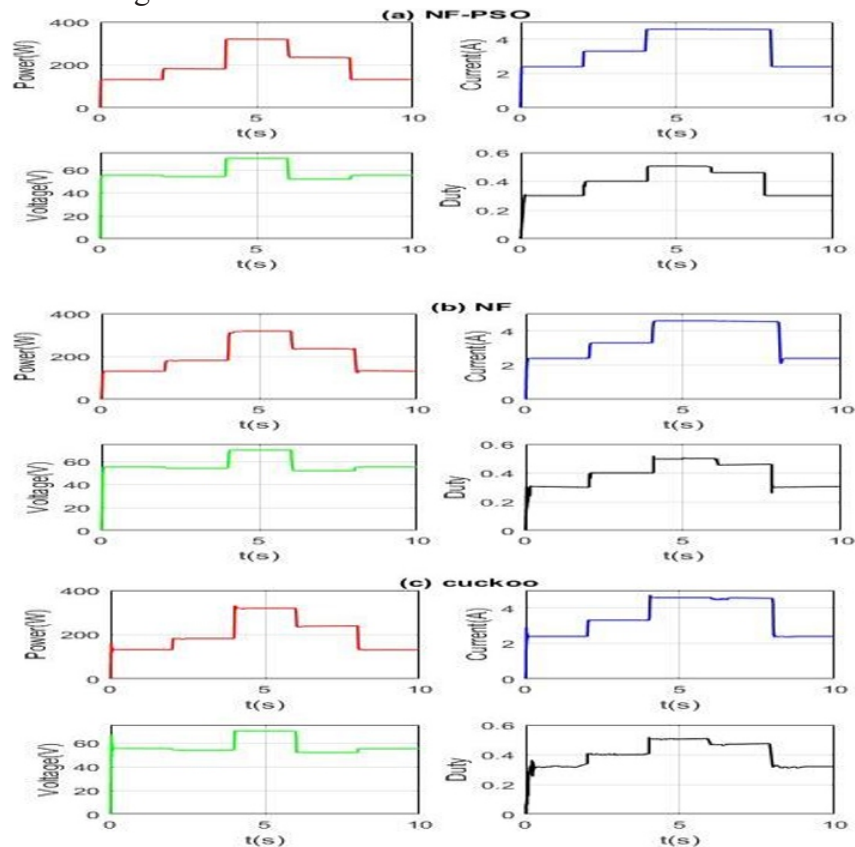 (a) NF-PSO
Power(W)
400
200
0
0 5 10
t(s)
Current(A)
4
2
0
0 5 10
t(s)
Voltage(V)
60
40
20
0
0 5 10
t(s)
Duty
0.6
0.4
0.2
0
0 5 10
t(s)
(b) NF
Power(W)
400
200
0
0 5 10
t(s)
Current(A)
4
2
0
0 5 10
t(s)
Voltage(V)
60
40
20
0
0 5 10
t(s)
Duty
0.6
0.4
0.2
0
0 5 10
t(s)
(c) cuckoo
Power(W)
400
200
0
0 5 10
t(s)
Current(A)
4
2
0
0 5 10
t(s)
Voltage(V)
60
40
20
0
0 5 10
t(s)
Duty
0.6
0.4
0.2
0
0 5 10
t(s)